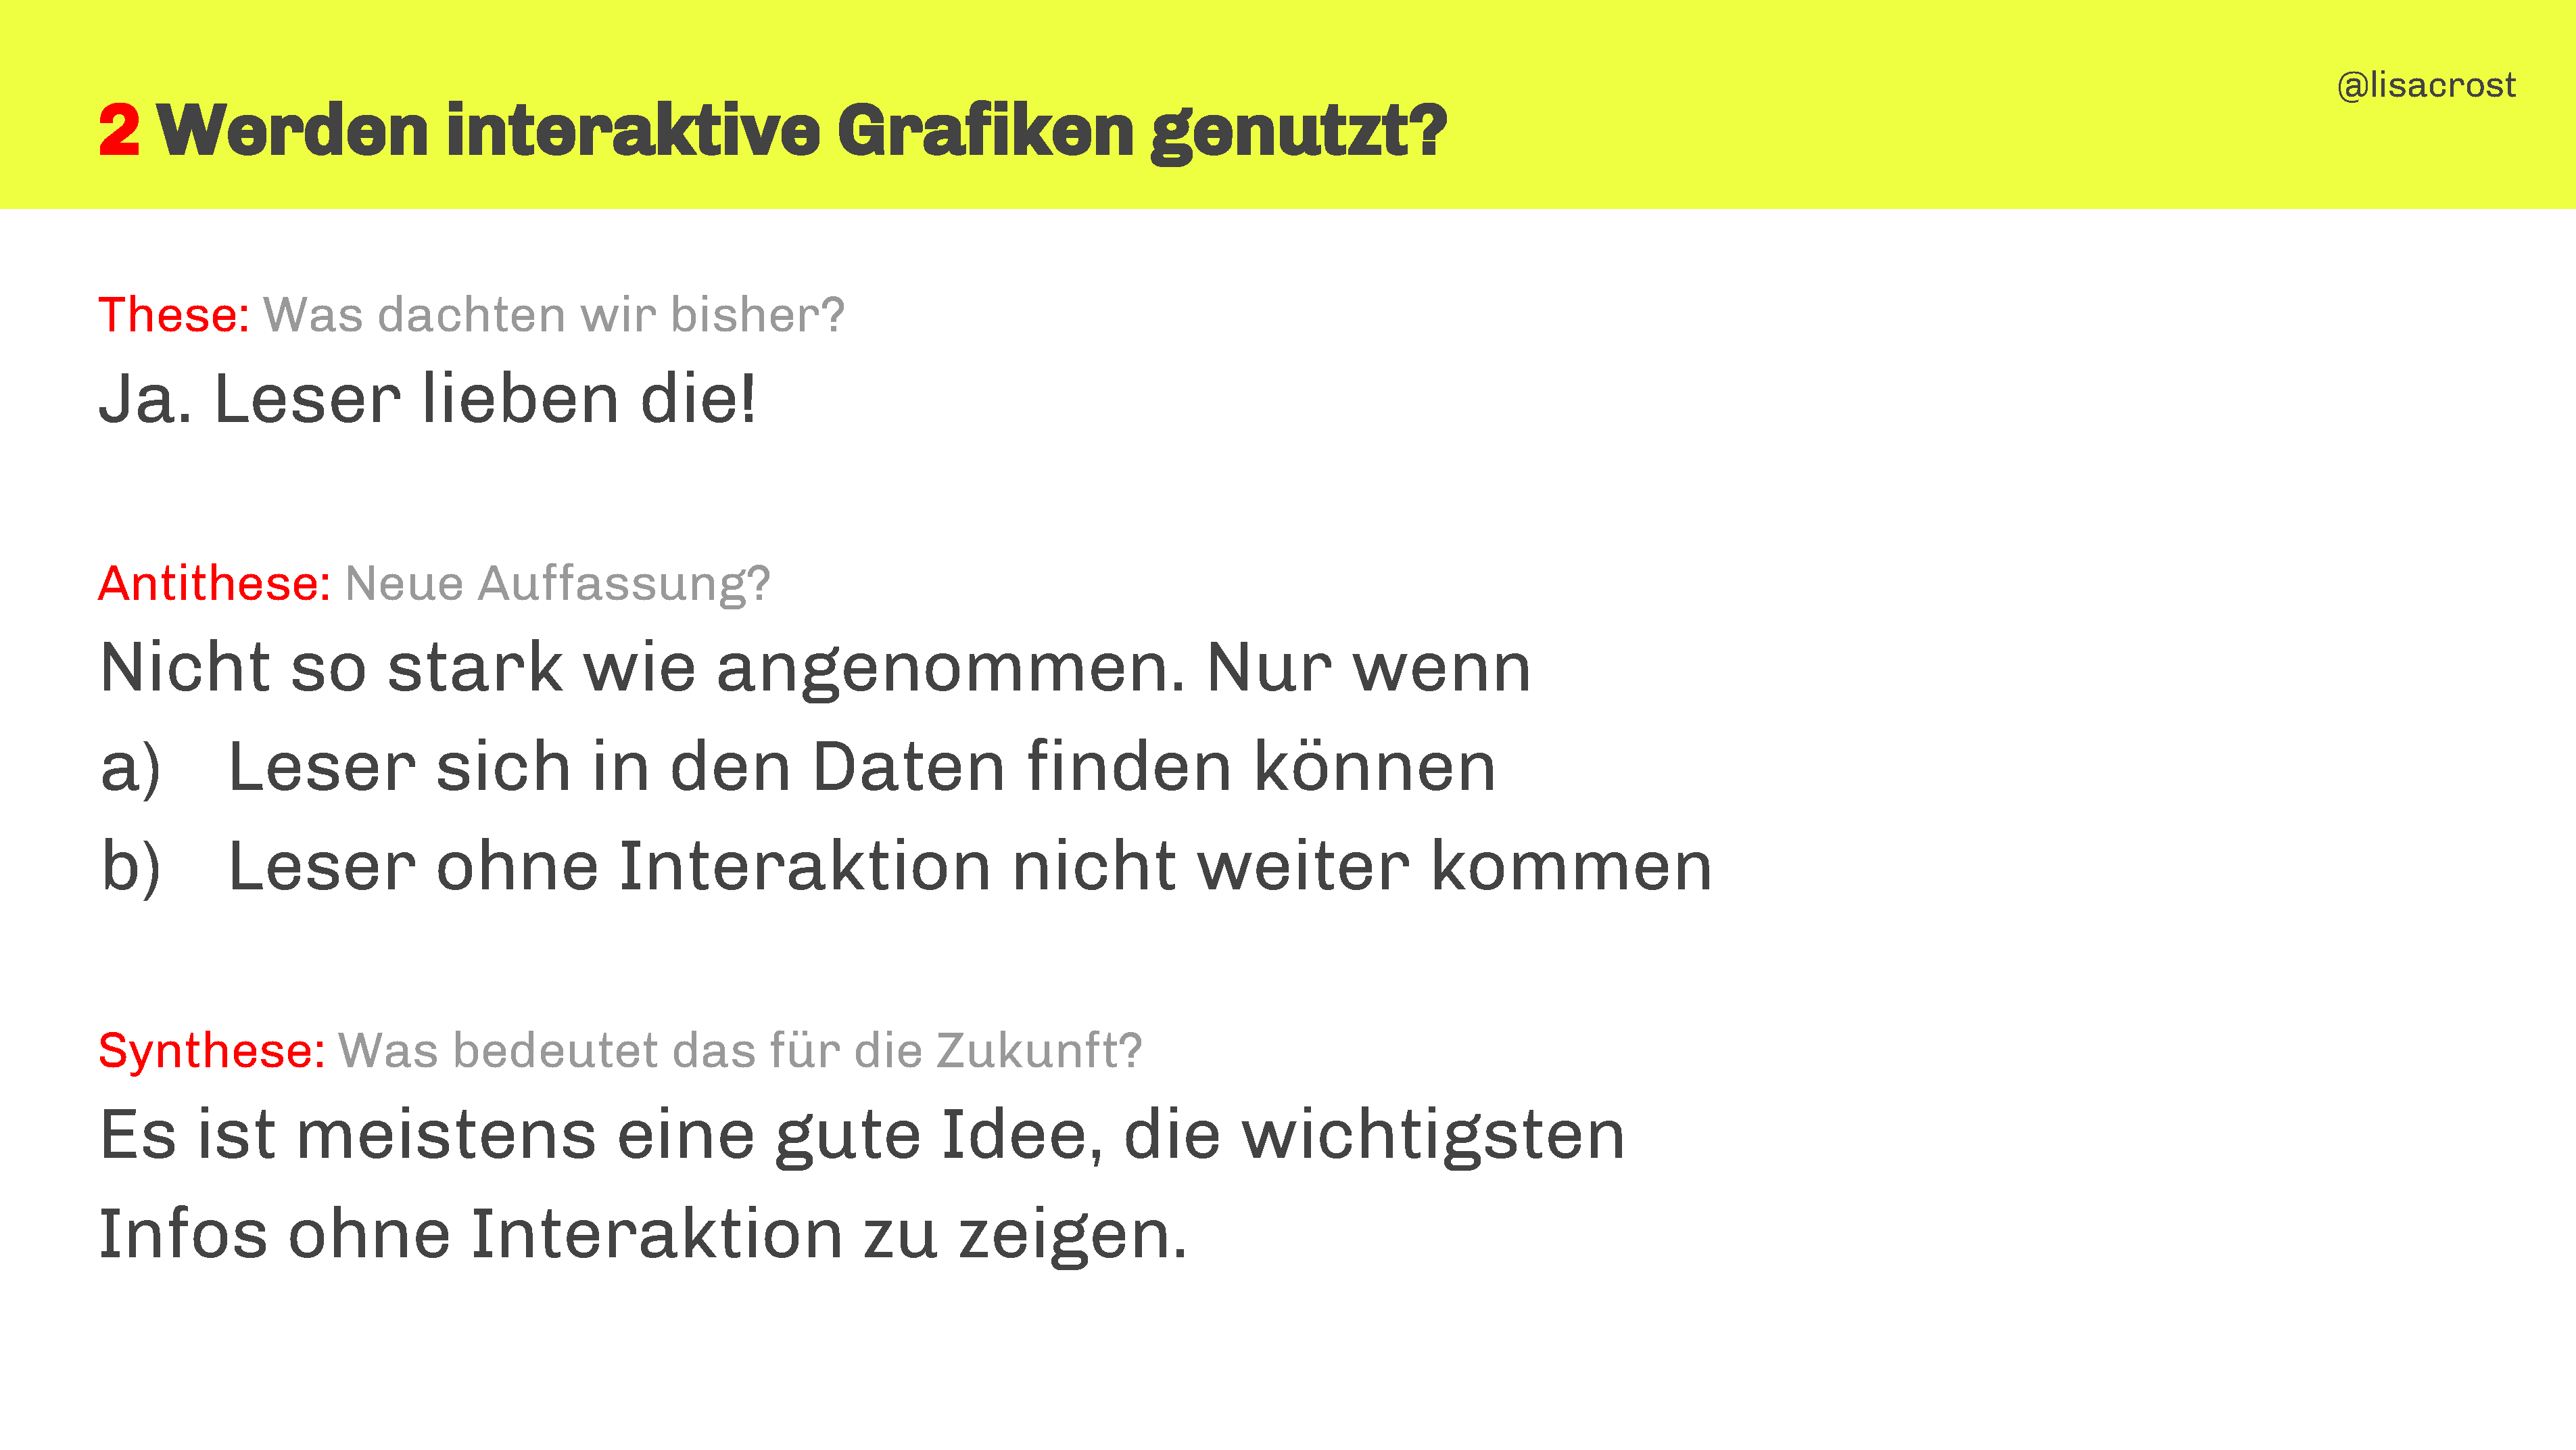 @lisacrost
2 Werden interaktive Grafiken genutzt?
These: Was dachten wir bisher?
Ja. Leser lieben die!
Antithese: Neue Auffassung?
Nicht so stark wie angenommen. Nur wenn
a) Leser sich in den Daten finden können
b) Leser ohne Interaktion nicht weiter kommen
Synthese: Was bedeutet das für die Zukunft?
Es ist meistens eine gute Idee, die wichtigsten
Infos ohne Interaktion zu zeigen.